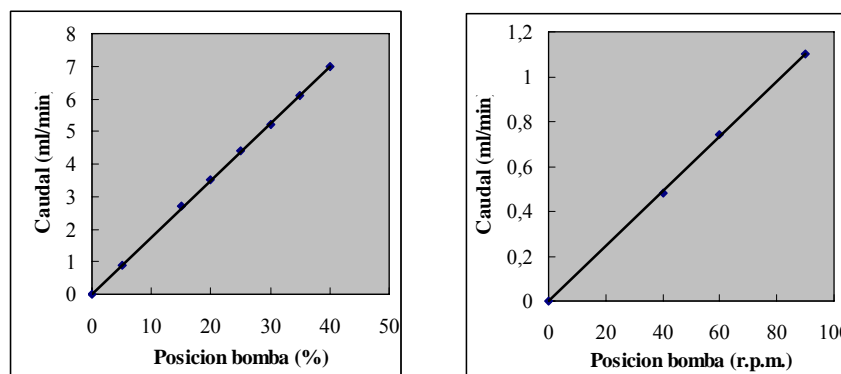 Caudal (ml/min)
8
7
6
5
4
3
2
1
0
0 10 20 30 40 50
Posicion bomba (%)
Caudal (ml/min)
1,2
1
0,8
0,6
0,4
0,2
0
0 20 40 60 80 100
Posicion bomba (r.p.m.)